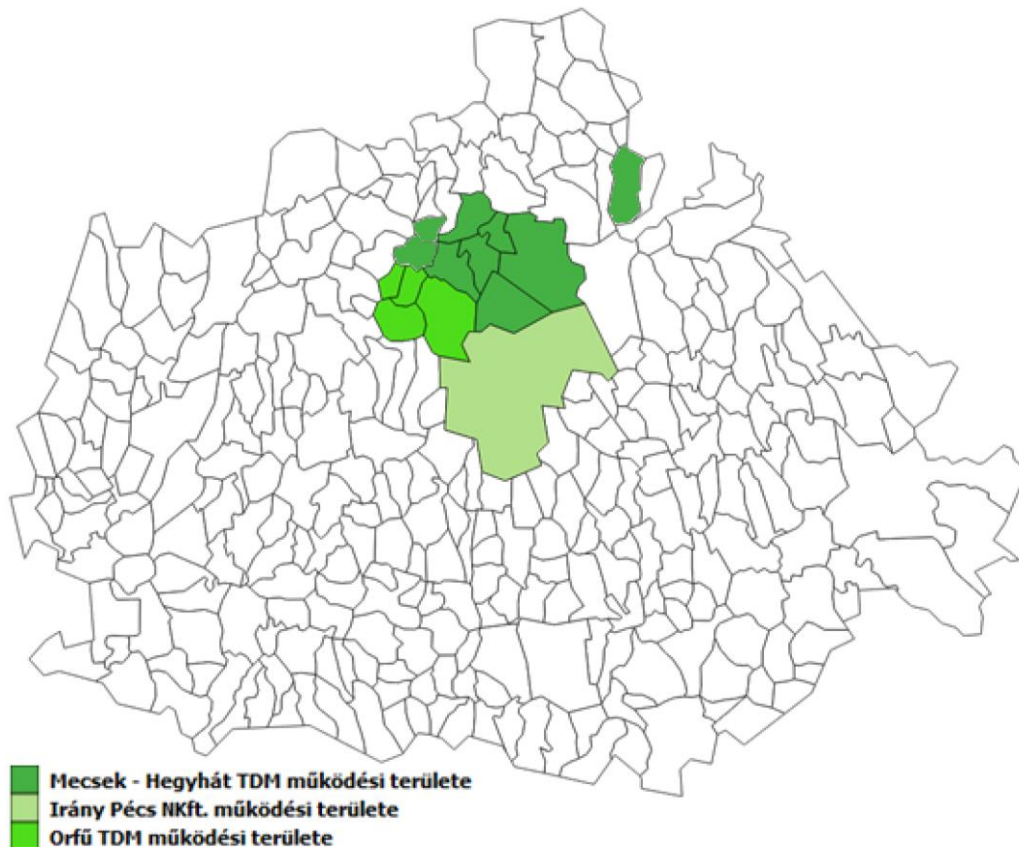 Mecsek - Hegyhát TDM működési területe
Irány Pécs NKft. működési területe
Orfű TDM működési területe